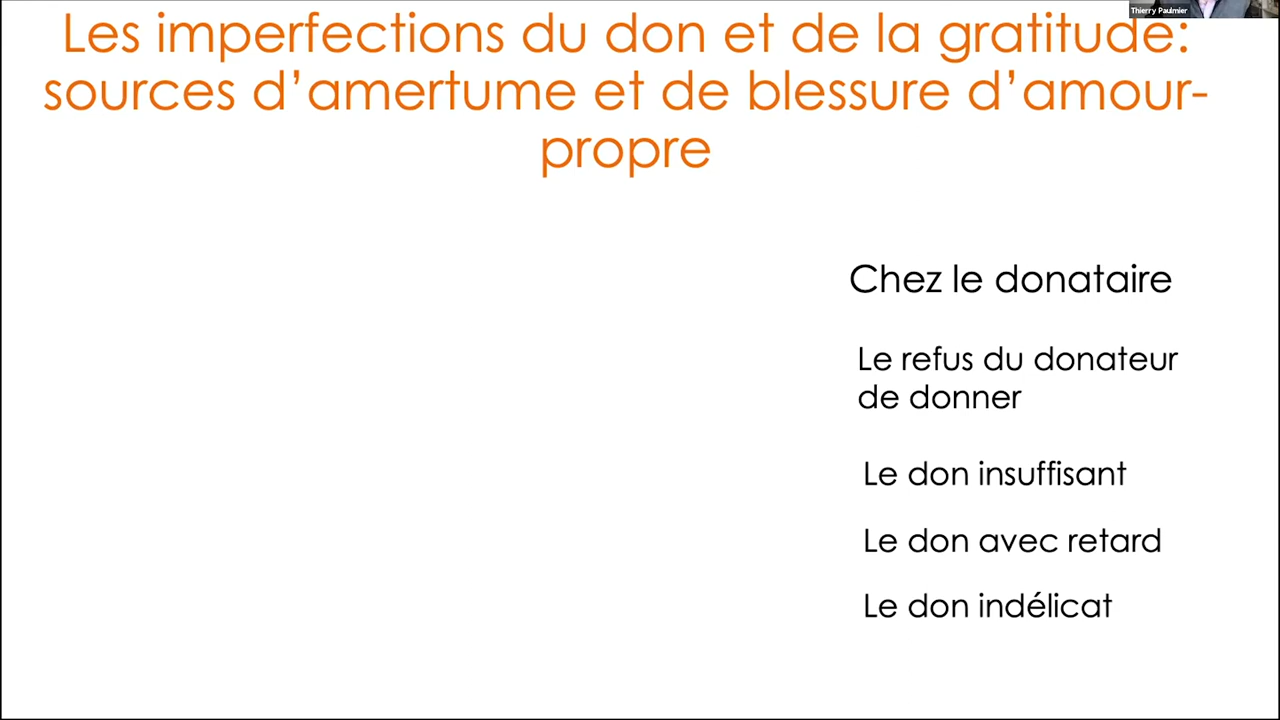 Thierry Paulmier
Les imperfections du don et de la gratitude:
sources d’amertume et de blessure d’amour-
propre
Chez le donataire
Le refus du donateur
de donner
Le don insuffisant
Le don avec retard
Le don indélicat